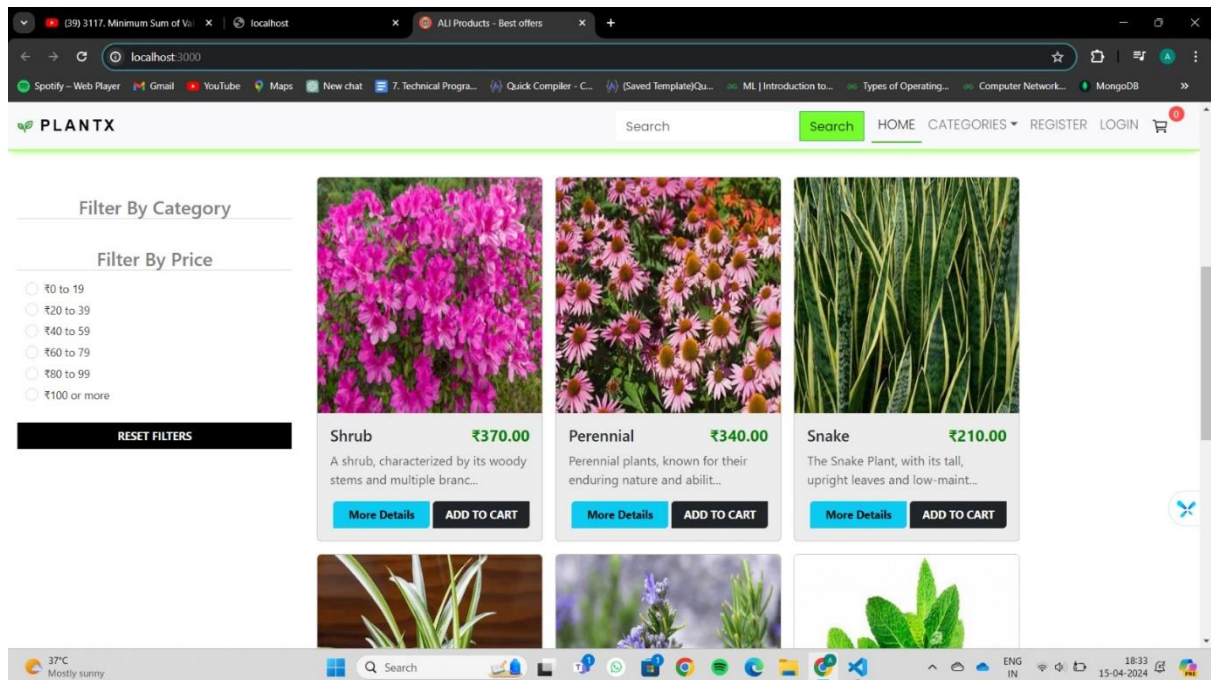 (39) 3117. Minimum Sum of Val
localhost
ALI Products - Best offers
localhost:3000
Spotify – Web Player
Gmail
YouTube
Maps
New chat
7. Technical Progra...
Quick Compiler - C...
(Saved Template)Qu...
ML | Introduction to...
Types of Operating...
Computer Network...
MongoDB
PLANTX
Search
Search
HOME
CATEGORIES
REGISTER
LOGIN
0
Filter By Category
Filter By Price
₹0 to 19
₹20 to 39
₹40 to 59
₹60 to 79
₹80 to 99
₹100 or more
RESET FILTERS
Shrub ₹370.00
A shrub, characterized by its woody
stems and multiple branc...
More Details ADD TO CART
Perennial ₹340.00
Perennial plants, known for their
enduring nature and abilit...
More Details ADD TO CART
Snake ₹210.00
The Snake Plant, with its tall,
upright leaves and low-maint...
More Details ADD TO CART
37°C
Mostly sunny
Search
ENG
IN
18:33
15-04-2024